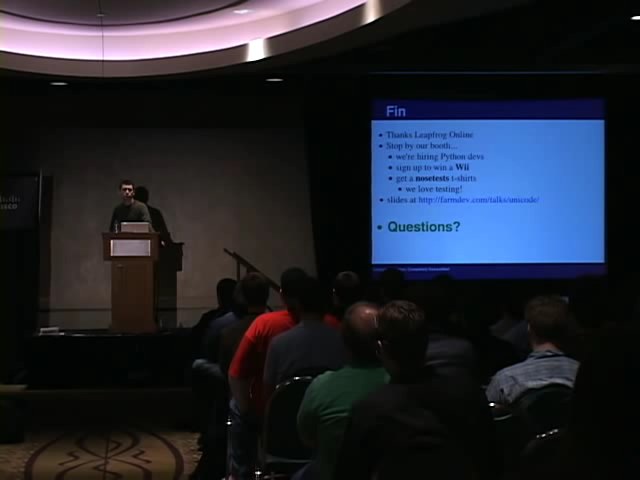 Fin
• Thanks Leapfrog Online
• Stop by our booth...
• we're hiring Python devs
• sign up to win a Wii
• get a nosetests t-shirts
• we love testing!
• slides at http://farmdev.com/talks/unicode/
• Questions?